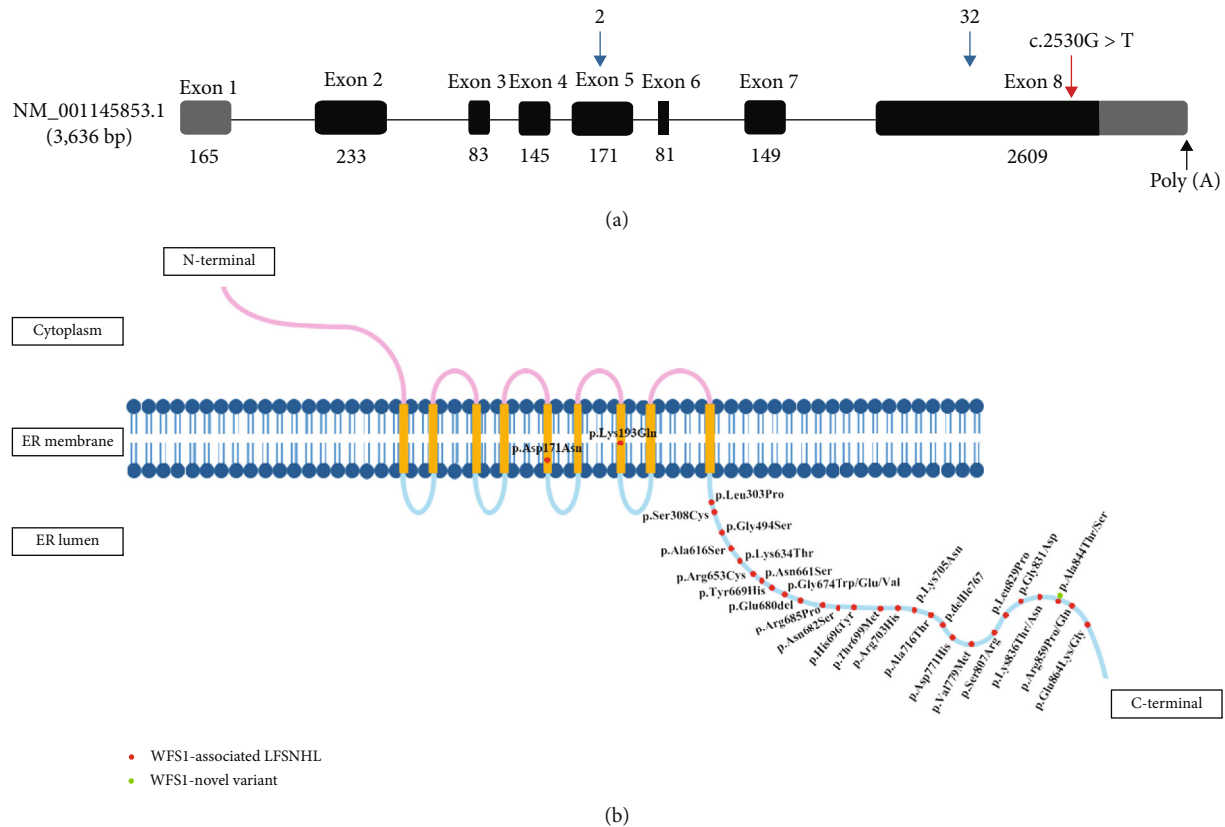 (a)
2
32
c.2530G > T
Exon 1
Exon 2
Exon 3
Exon 4
Exon 5
Exon 6
Exon 7
Exon 8
NM_001145853.1
(3,636 bp)
165
233
83
145
171
81
149
2609
Poly (A)
(a)
N-terminal
Cytoplasm
ER membrane
ER lumen
p.Asp171Asn
p.Lys193Gln
p.Leu303Pro
p.Ser308Cys
p.Gly494Ser
p.Ala616Ser
p.Lys634Thr
p.Arg653Cys
p.Asn661Ser
p.Tyr669His
p.Gly674Trp/Glu/Val
p.Glu680del
p.Arg685Pro
p.Asn682Ser
p.His696Tyr
p.Thr699Met
p.Arg703His
p.Lys705Asn
p.Ala716Thr
p.delIle767
p.Asp771His
p.Val779Met
p.Ser807Arg
p.Leu829Pro
p.Gly831Asp
p.Lys836Thr/Asn
p.Ala844Thr/Ser
p.Arg859Pro/Gln
p.Glu864Lys/Gly
C-terminal
WFS1-associated LFSNHL
WFS1-novel variant
(b)